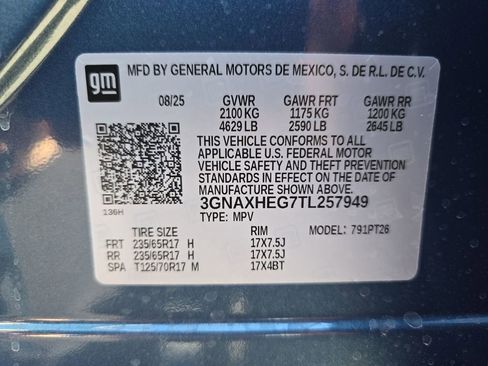 gm MFD BY GENERAL MOTORS DE MEXICO, S. DE R.L. DE C.V.
08/25 GVWR GAWR FRT GAWR RR
2100 KG 1175 KG 1200 KG
4629 LB 2590 LB 2645 LB
THIS VEHICLE CONFORMS TO ALL
APPLICABLE U.S. FEDERAL MOTOR
VEHICLE SAFETY AND THEFT PREVENTION
STANDARDS IN EFFECT ON THE DATE OF
MANUFACTURE SHOWN ABOVE.
3GNAXHEG7TL257949
136H TYPE: MPV
TIRE SIZE RIM MODEL: 791PT26
FRT 235/65R17 H 17X7.5J
RR 235/65R17 H 17X7.5J
SPA T125/70R17 M 17X4BT